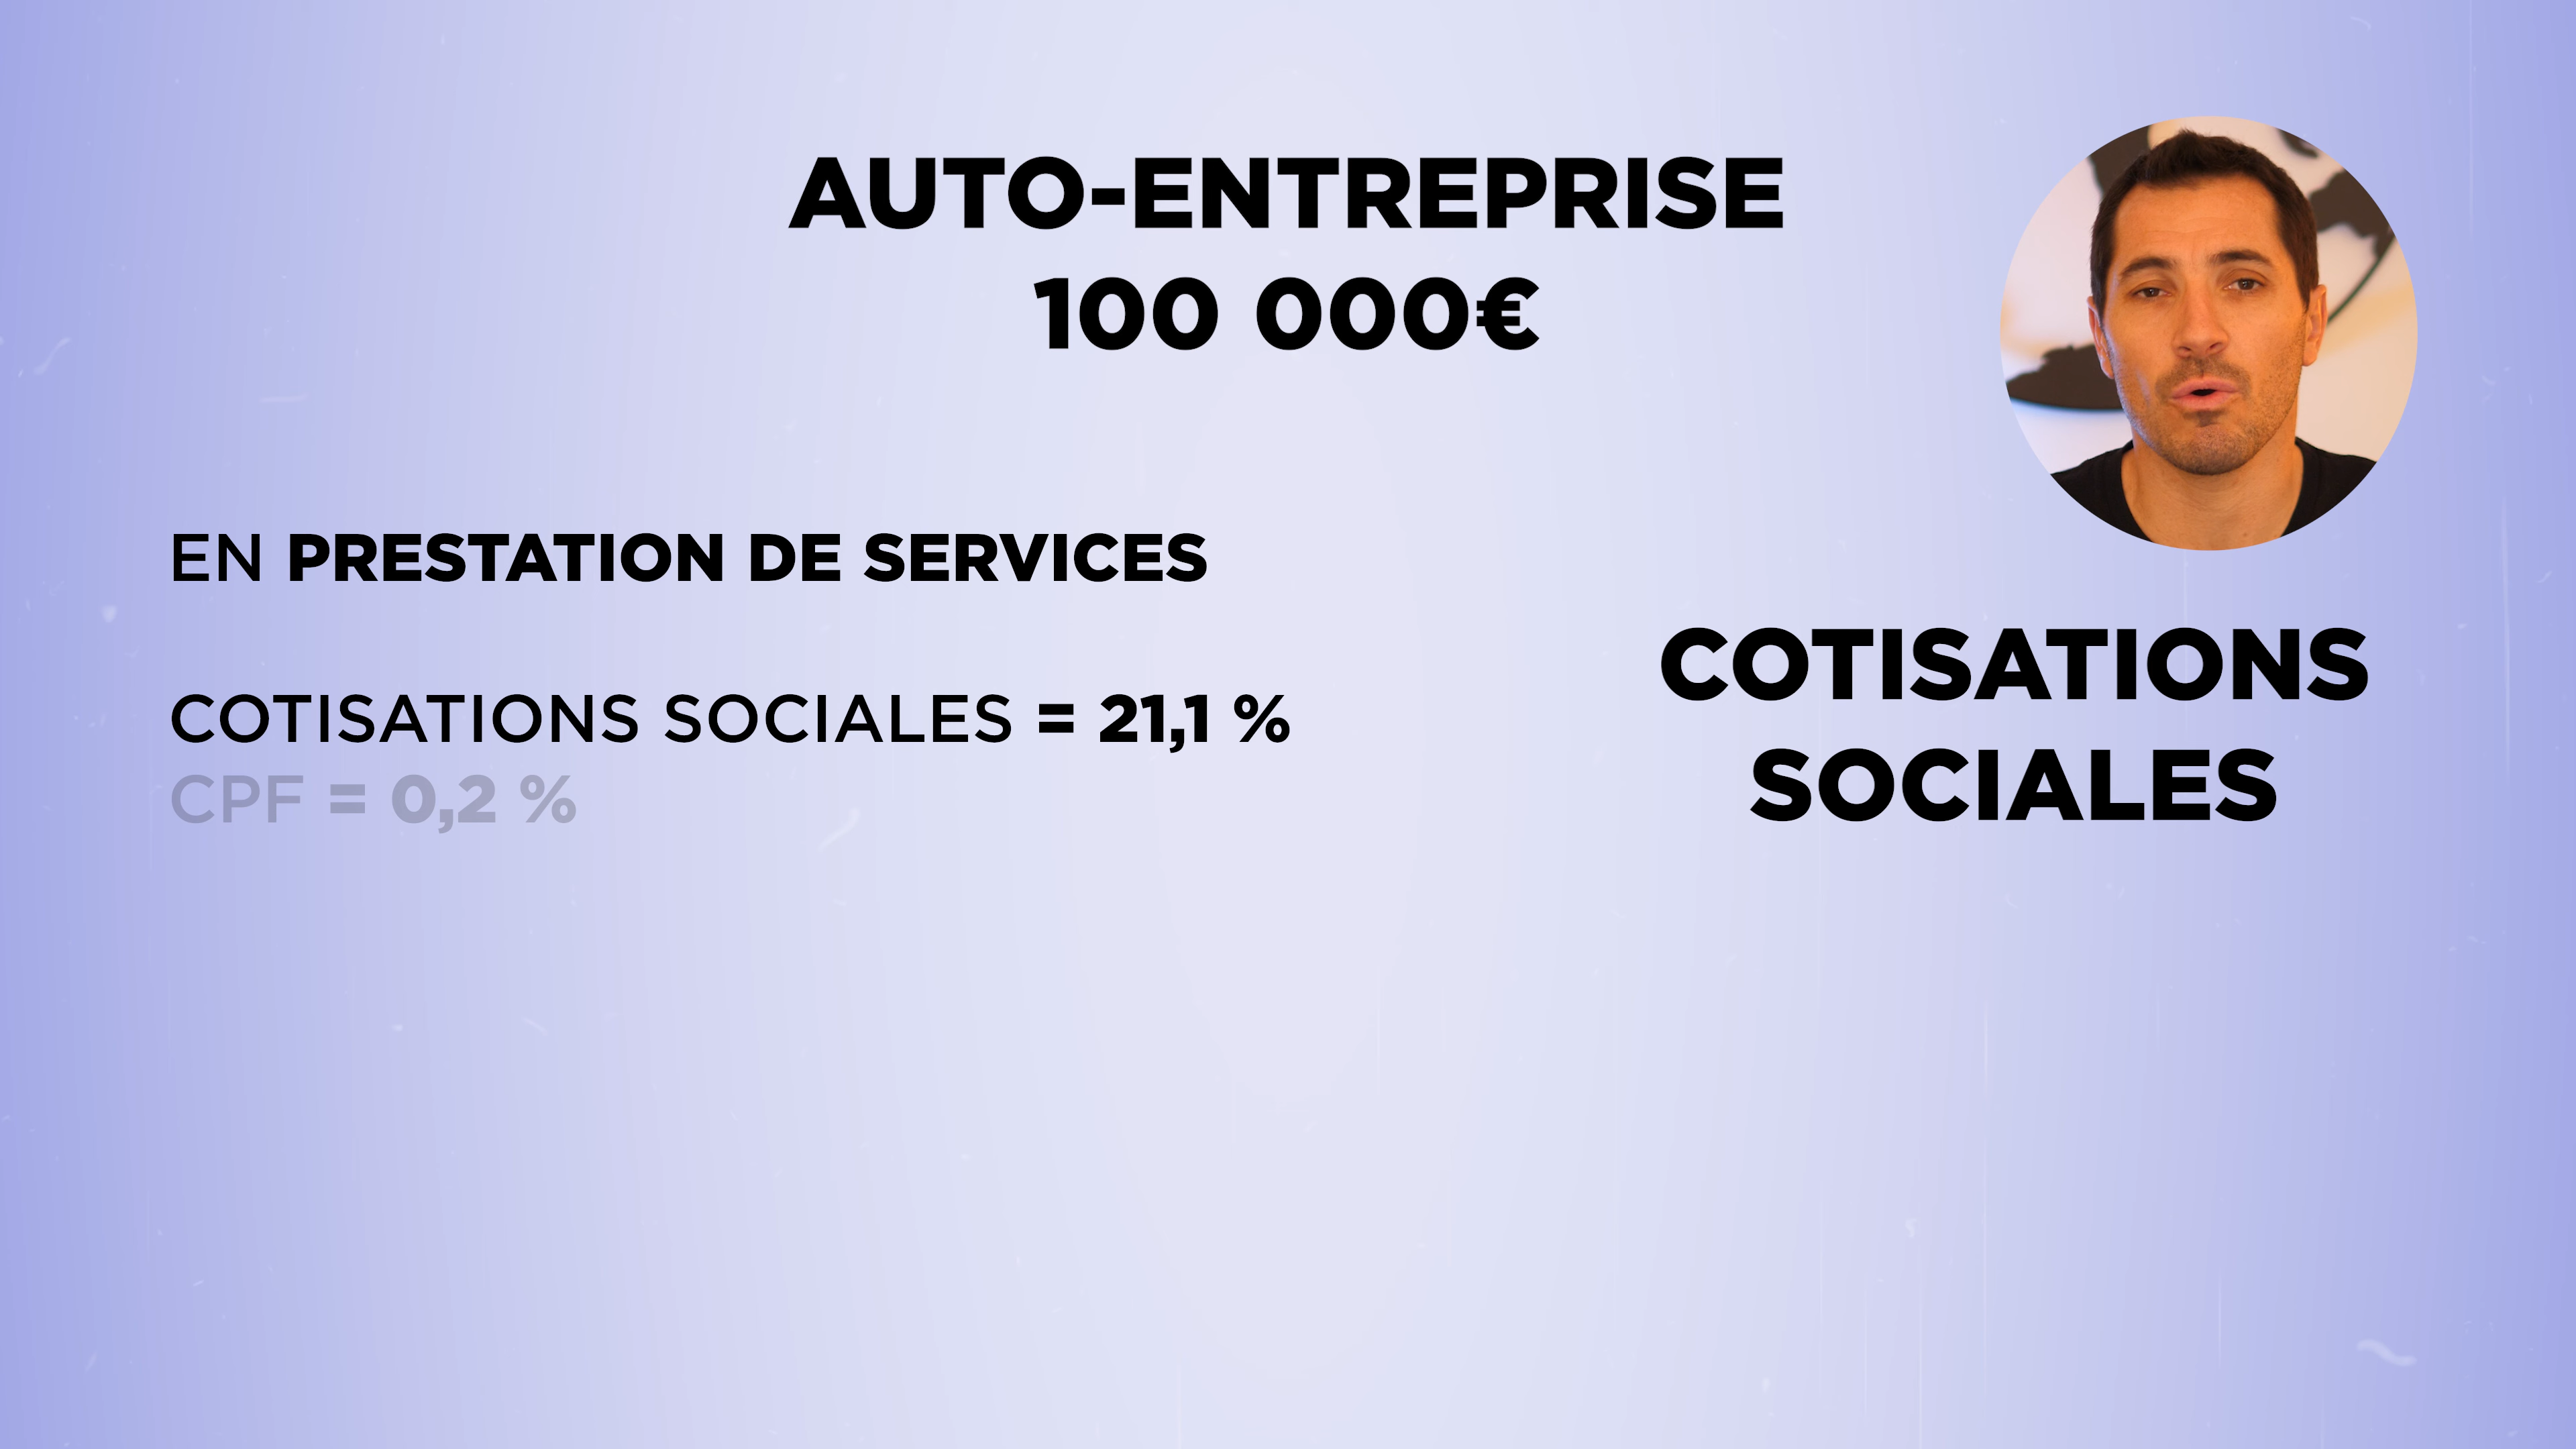 AUTO-ENTREPRISE
100 000€
EN PRESTATION DE SERVICES
COTISATIONS SOCIALES = 21,1 %
CPF = 0,2 %
COTISATIONS
SOCIALES